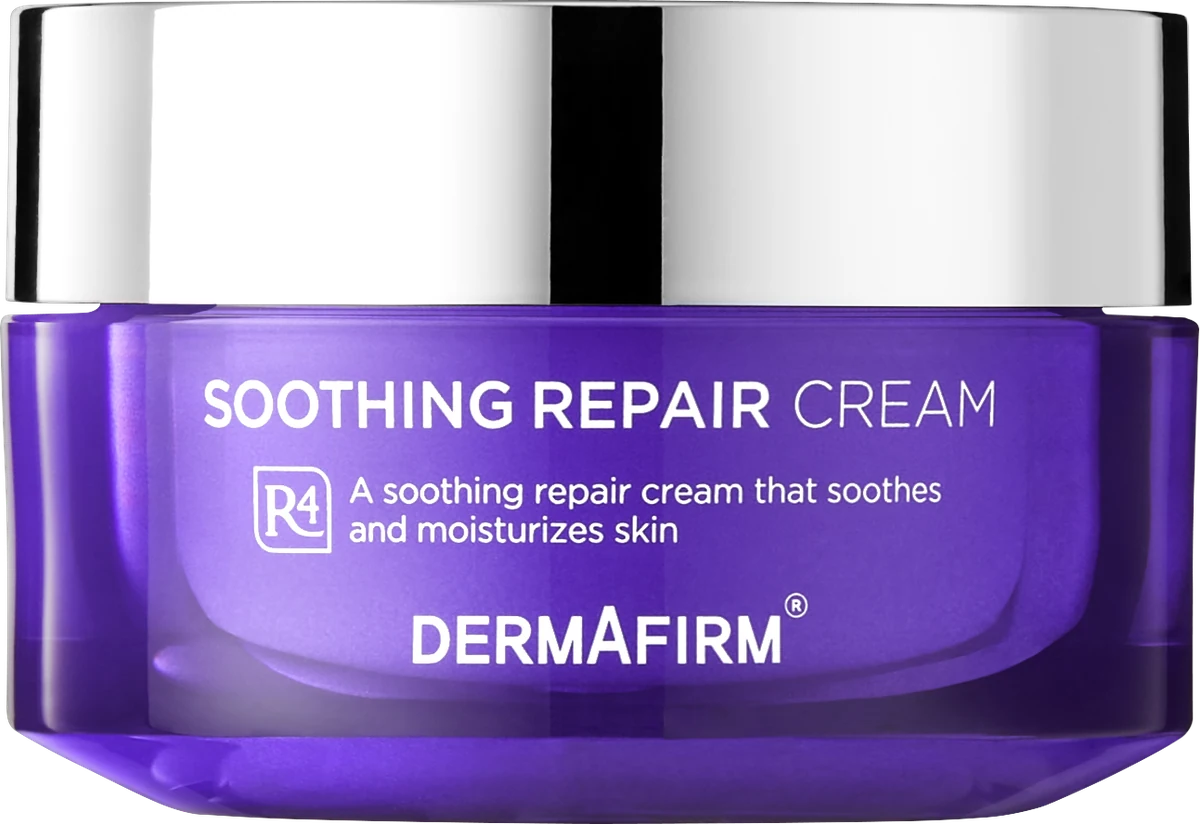 SOOTHING REPAIR CREAM
R4 A soothing repair cream that soothes
and moisturizes skin
DERMAFIRM®